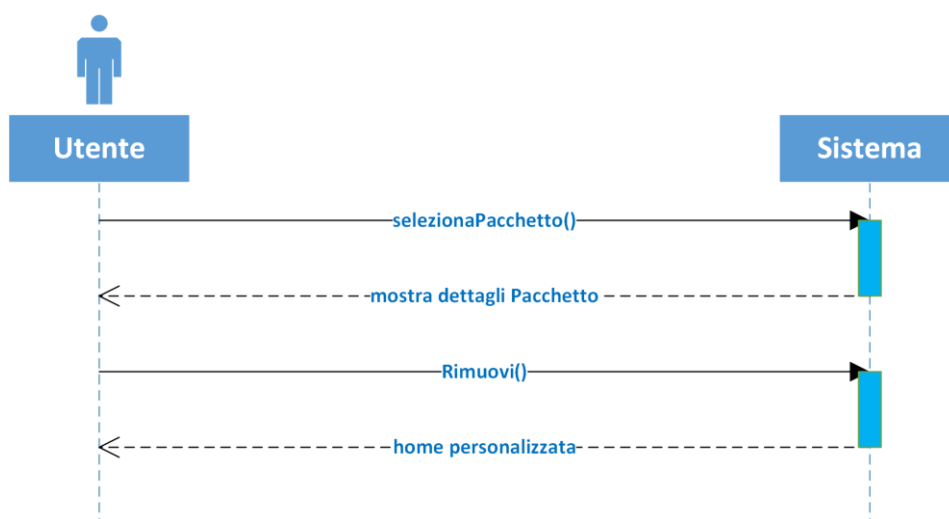 Utente
Sistema
selezionaPacchetto()
mostra dettagli Pacchetto
Rimuovi()
home personalizzata